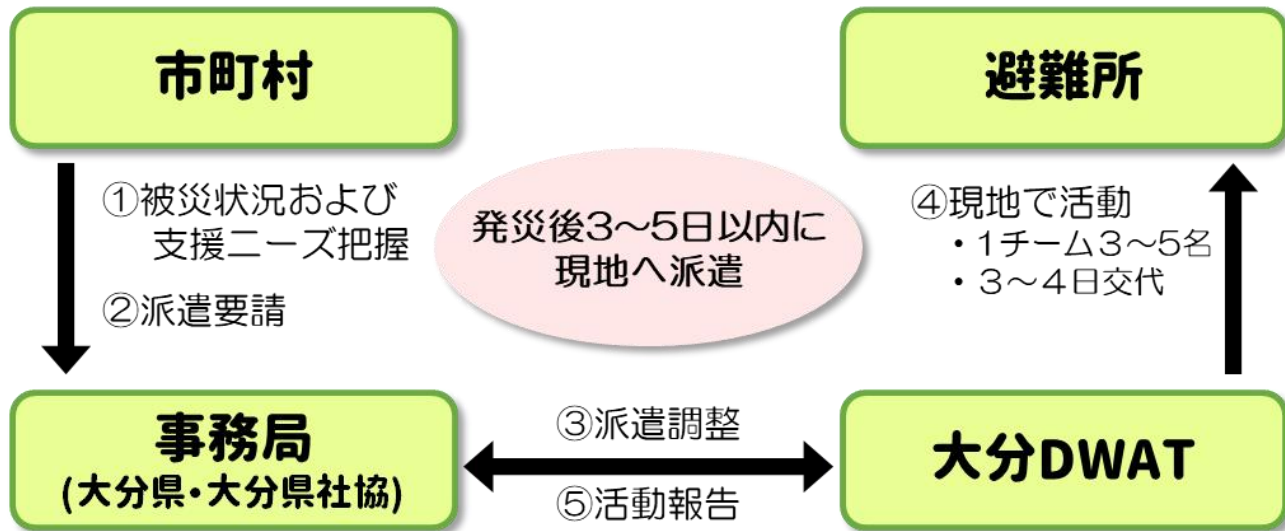 市町村
避難所
①被災状況および
支援ニーズ把握
②派遣要請
発災後3～5日以内に
現地へ派遣
④現地で活動
・1チーム3～5名
・3～4日交代
事務局
(大分県・大分県社協)
③派遣調整
⑤活動報告
大分DWAT